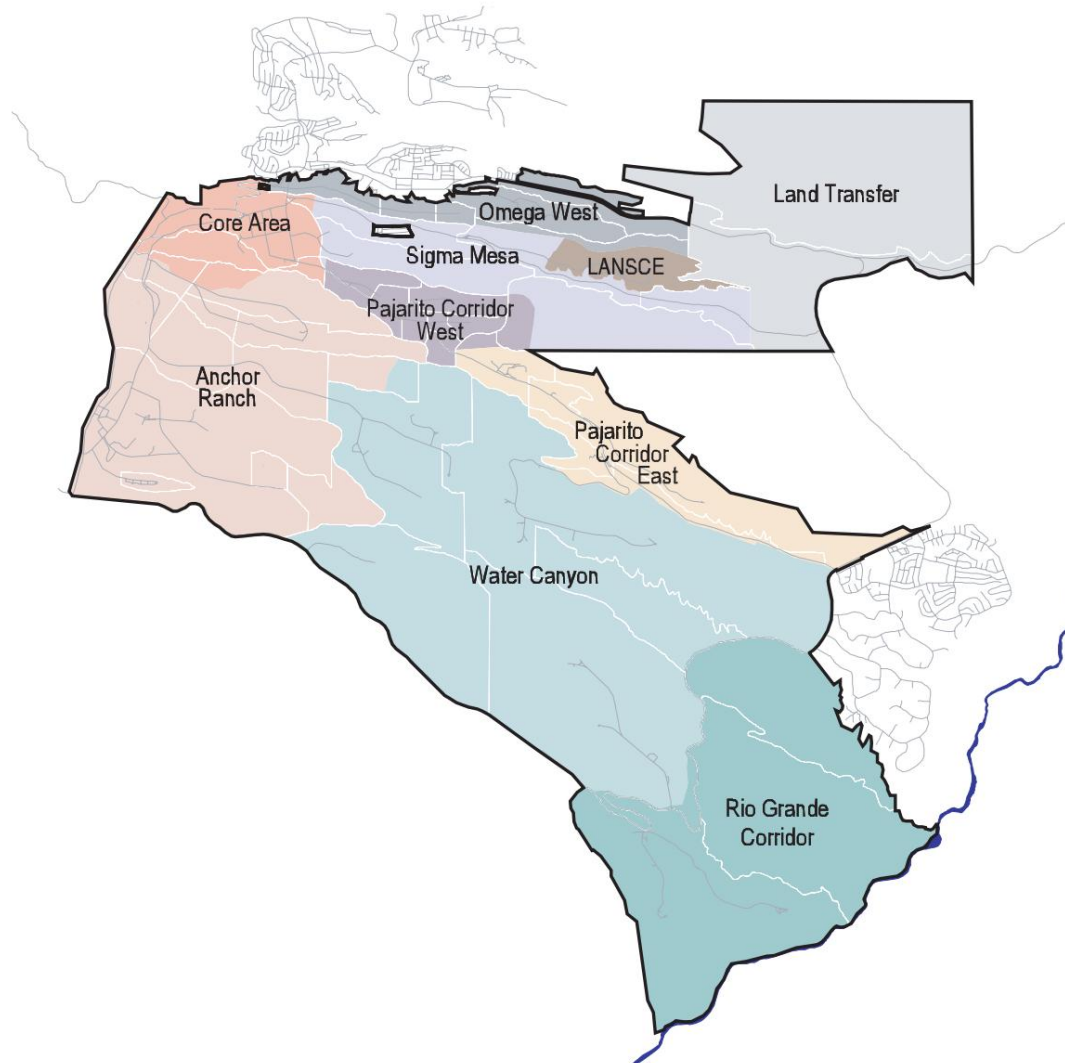 Land Transfer
Omega West
Core Area
Sigma Mesa
LANSCE
Pajarito Corridor
West
Anchor
Ranch
Pajarito
Corridor
East
Water Canyon
Rio Grande
Corridor